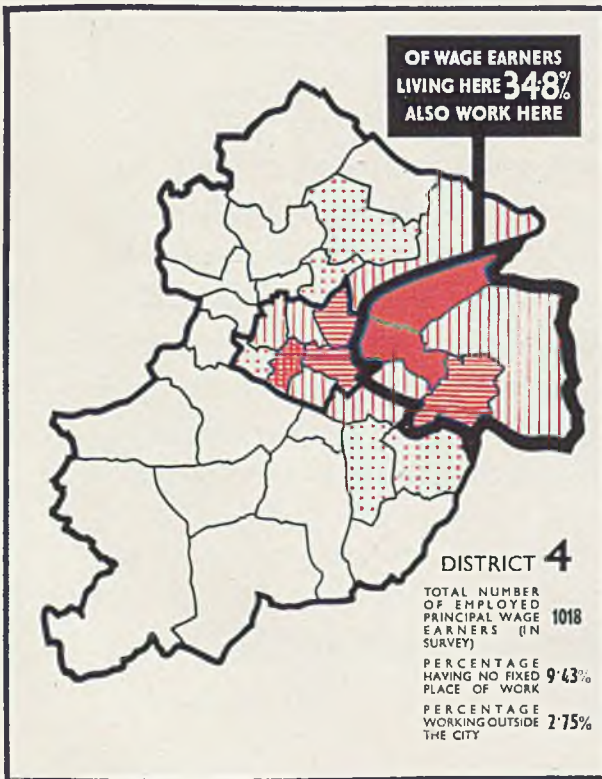 OF WAGE EARNERS
LIVING HERE 34·8%
ALSO WORK HERE
DISTRICT 4
TOTAL NUMBER
OF EMPLOYED
PRINCIPAL WAGE 1018
EARNERS (IN
SURVEY)
PERCENTAGE
HAVING NO FIXED 9·43%
PLACE OF WORK
PERCENTAGE
WORKING OUTSIDE 2·75%
THE CITY